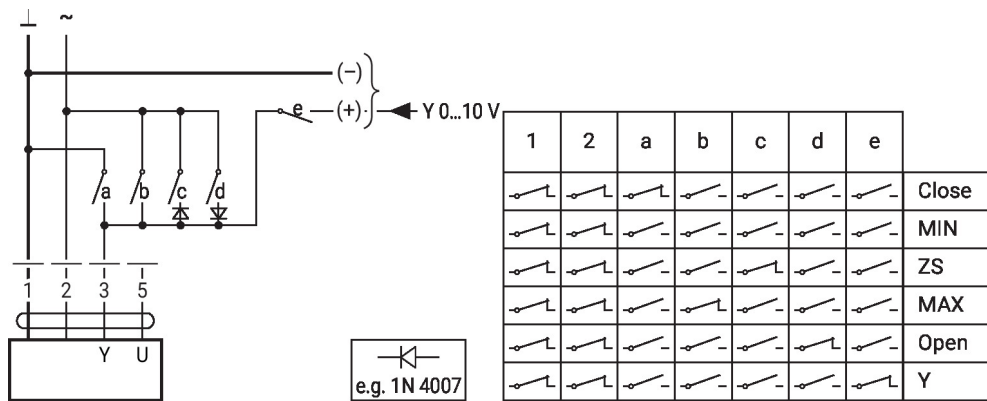 ⊥ ~
(−)
e (+) Y 0...10 V
a b c d
1 2 3 5
Y U
e.g. 1N 4007
1 2 a b c d e
Close
MIN
ZS
MAX
Open
Y